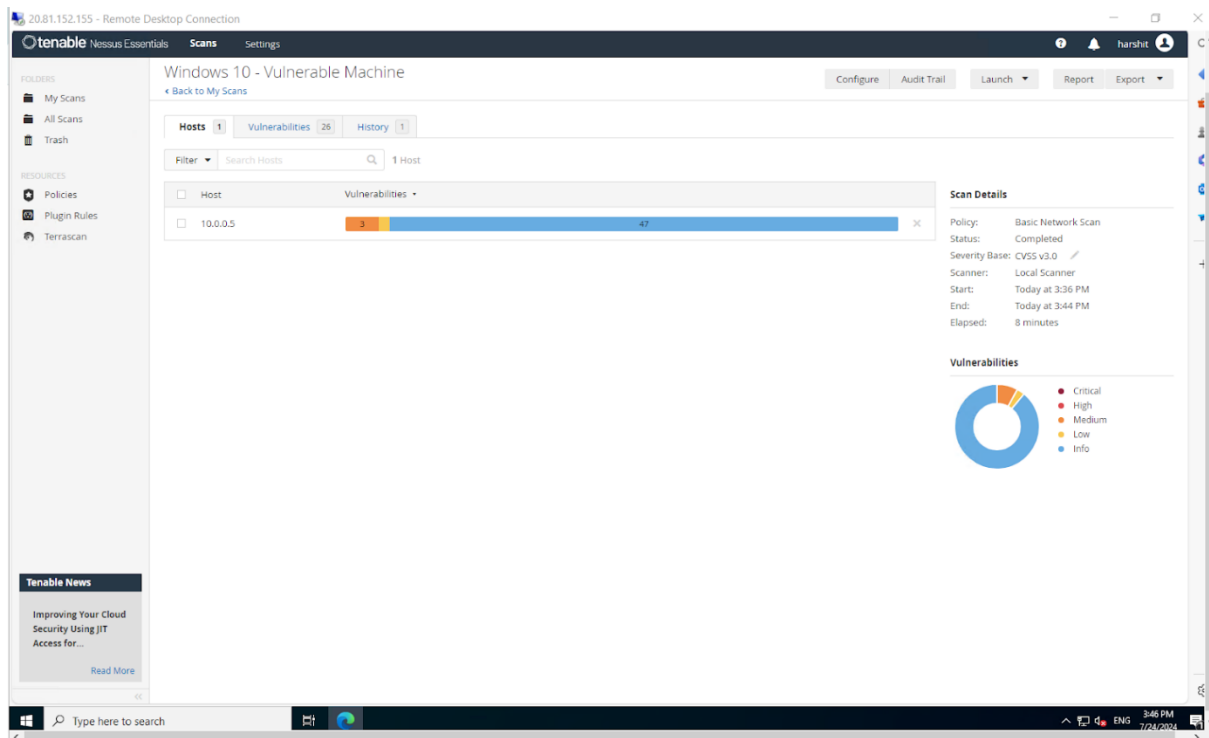 20.81.152.155 - Remote Desktop Connection
tenable Nessus Essentials Scans Settings harshit
FOLDERS
My Scans
All Scans
Trash
RESOURCES
Policies
Plugin Rules
Terrascan
Windows 10 - Vulnerable Machine
Back to My Scans
Configure Audit Trail Launch Report Export
Hosts 1 Vulnerabilities 26 History 1
Filter Search Hosts 1 Host
Host Vulnerabilities
10.0.0.5 3 47
Scan Details
Policy: Basic Network Scan
Status: Completed
Severity Base: CVSS v3.0
Scanner: Local Scanner
Start: Today at 3:36 PM
End: Today at 3:44 PM
Elapsed: 8 minutes
Vulnerabilities
Critical
High
Medium
Low
Info
Tenable News
Improving Your Cloud
Security Using JIT
Access for...
Read More
Type here to search ENG 3:46 PM
7/24/2024